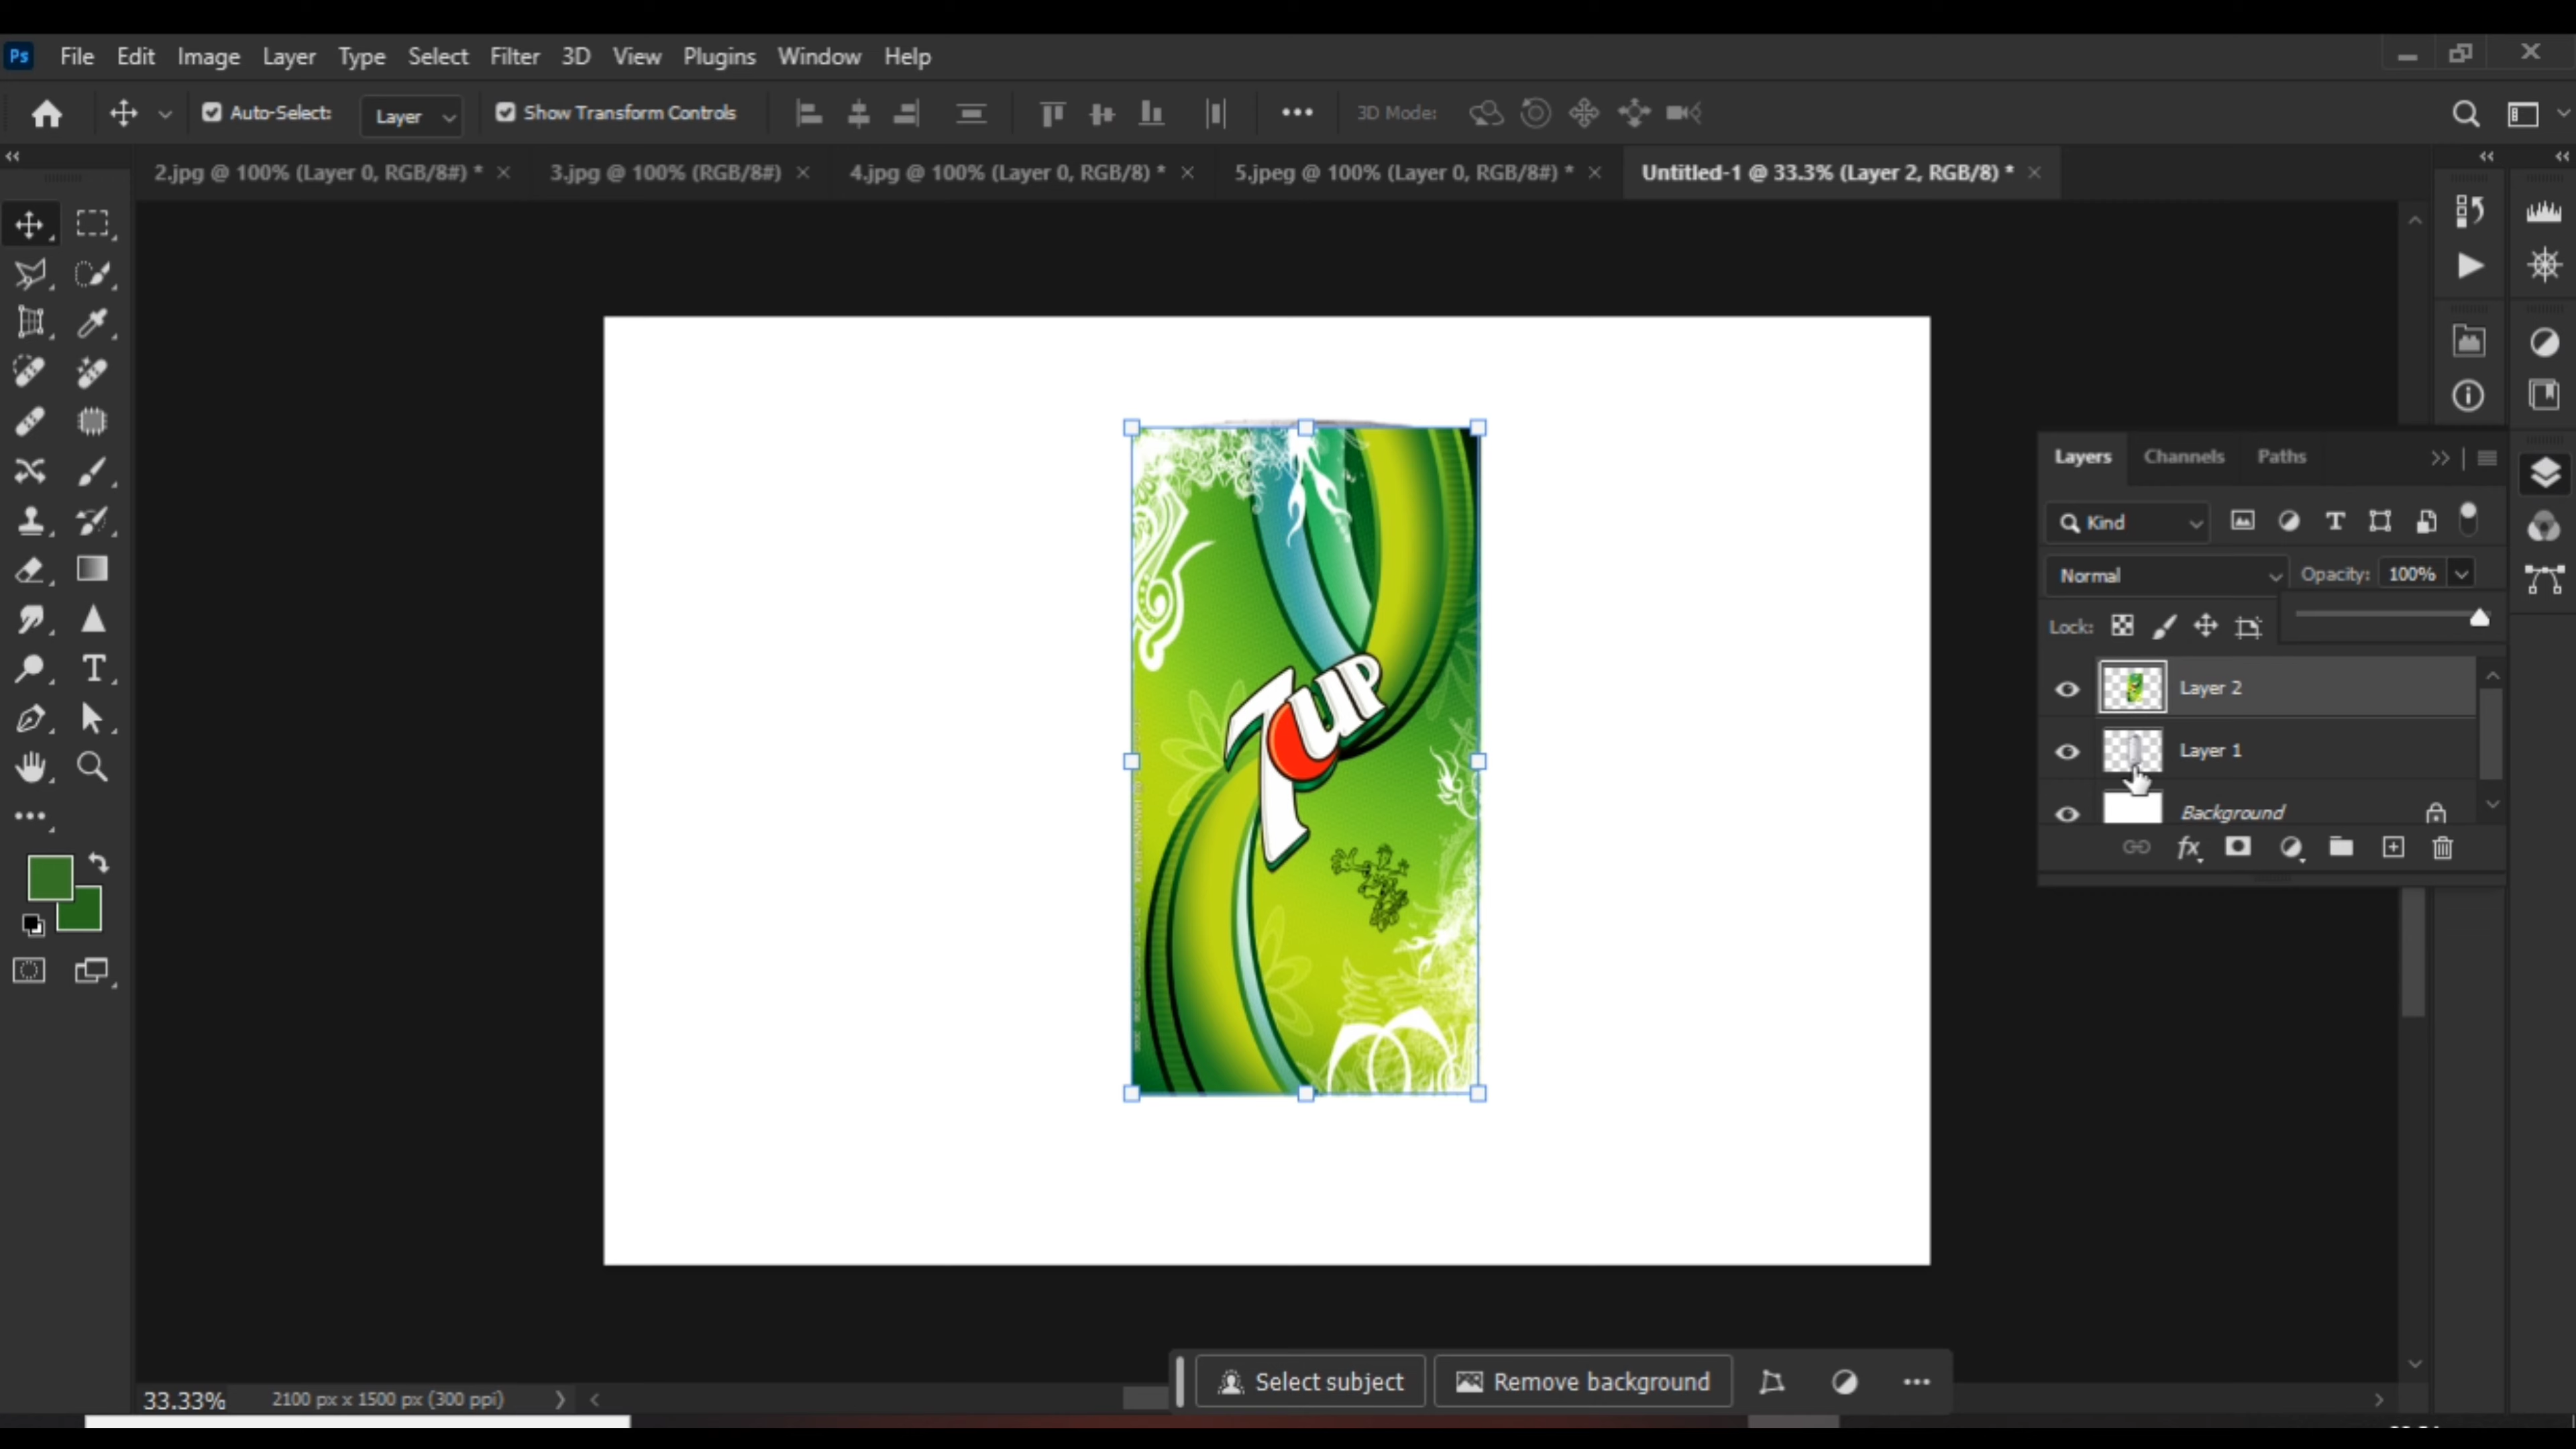 Ps File Edit Image Layer Type Select Filter 3D View Plugins Window Help
Auto-Select: Layer Show Transform Controls 3D Mode:
2.jpg @ 100% (Layer 0, RGB/8#) * 3.jpg @ 100% (RGB/8#) 4.jpg @ 100% (Layer 0, RGB/8) * 5.jpeg @ 100% (Layer 0, RGB/8#) * Untitled-1 @ 33.3% (Layer 2, RGB/8) *
Layers Channels Paths
Kind
Normal Opacity: 100%
Lock:
Layer 2
Layer 1
Background
7UP
Select subject Remove background
33.33% 2100 px x 1500 px (300 ppi)